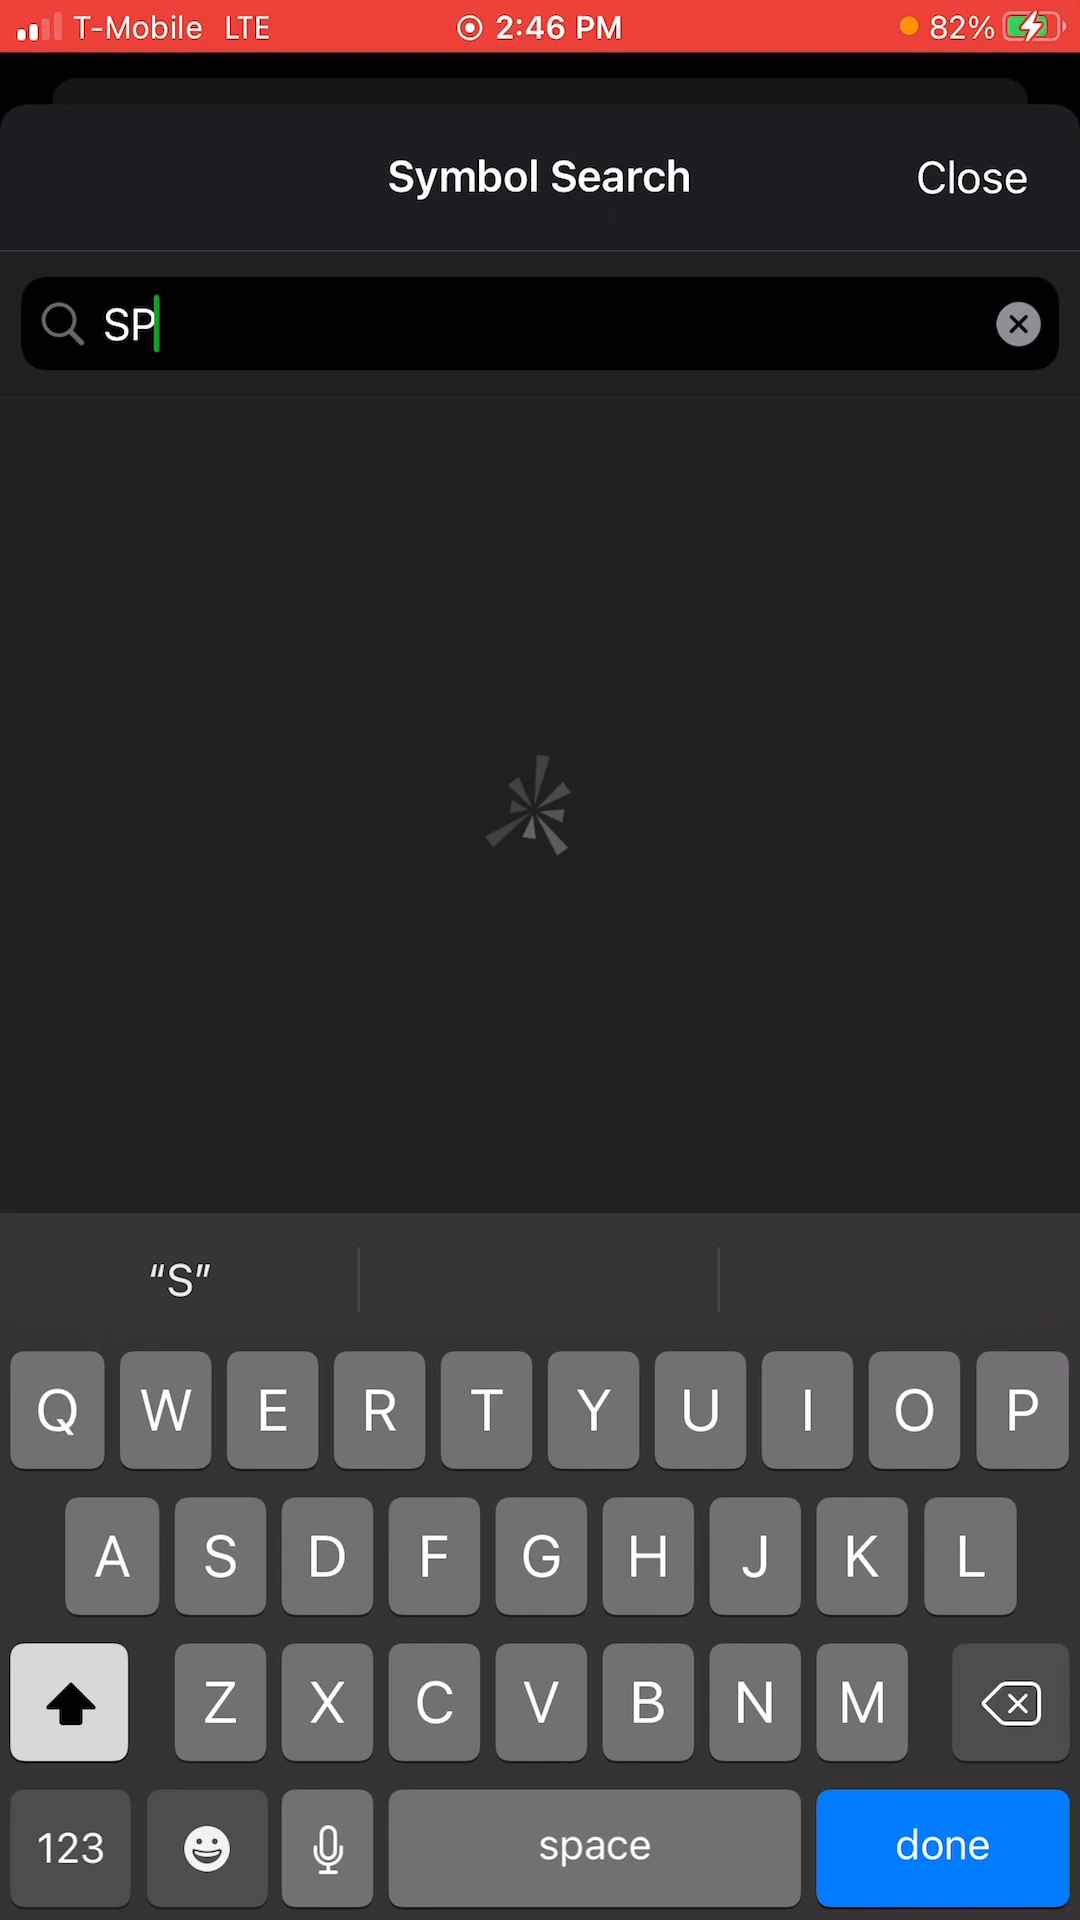 T-Mobile LTE 2:46 PM 82%
Symbol Search Close
SP
“S”
Q W E R T Y U I O P
A S D F G H J K L
Z X C V B N M
123 space done